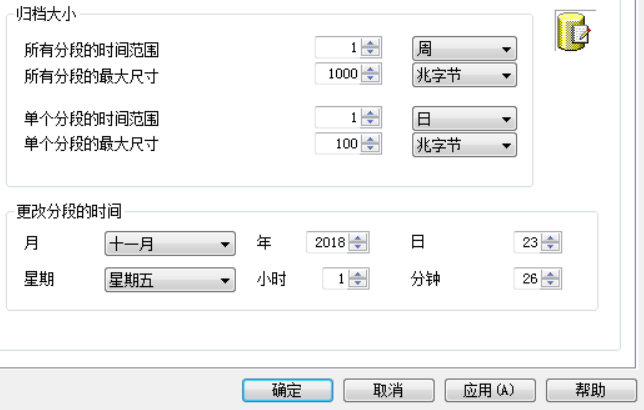 归档大小
所有分段的时间范围 1 周
所有分段的最大尺寸 1000 兆字节
单个分段的时间范围 1 日
单个分段的最大尺寸 100 兆字节
更改分段的时间
月 十一月 年 2018 日 23
星期 星期五 小时 1 分钟 26
确定 取消 应用(A) 帮助